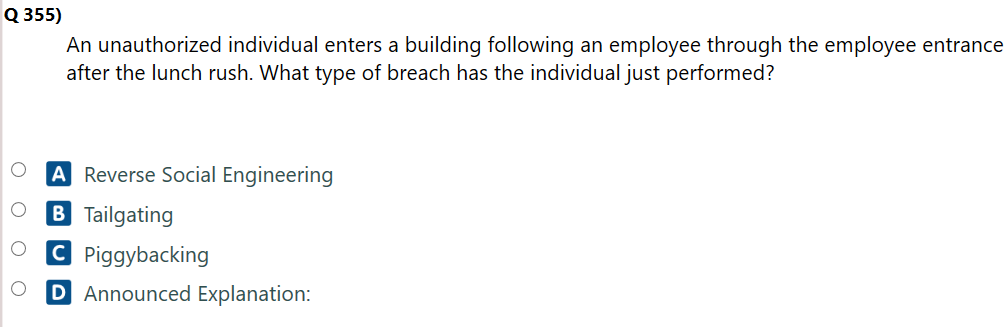 Q 355)
An unauthorized individual enters a building following an employee through the employee entrance
after the lunch rush. What type of breach has the individual just performed?
A Reverse Social Engineering
B Tailgating
C Piggybacking
D Announced Explanation: